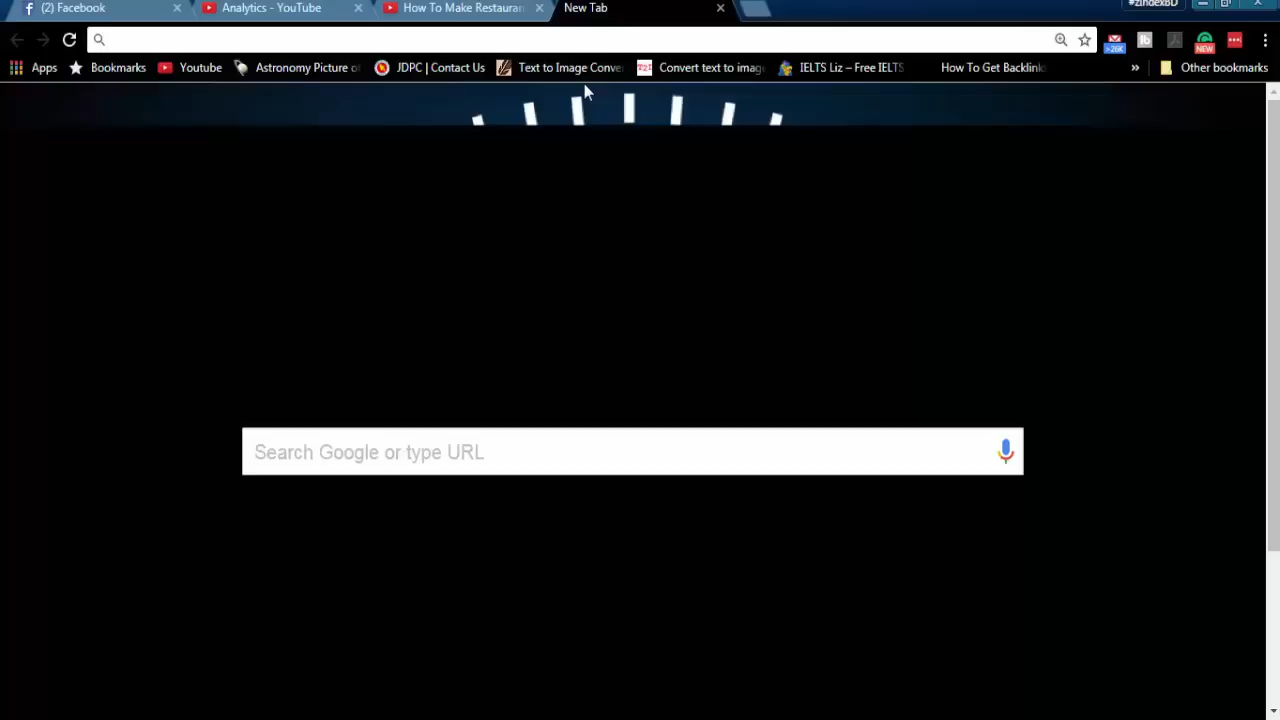 (2) Facebook
Analytics - YouTube
How To Make Restauran
New Tab
#zindexBD
>26K
NEW
Apps
Bookmarks
Youtube
Astronomy Picture o
JDPC | Contact Us
Text to Image Conve
Convert text to imag
IELTS Liz – Free IELTS
How To Get Backlink
»
Other bookmarks
Search Google or type URL